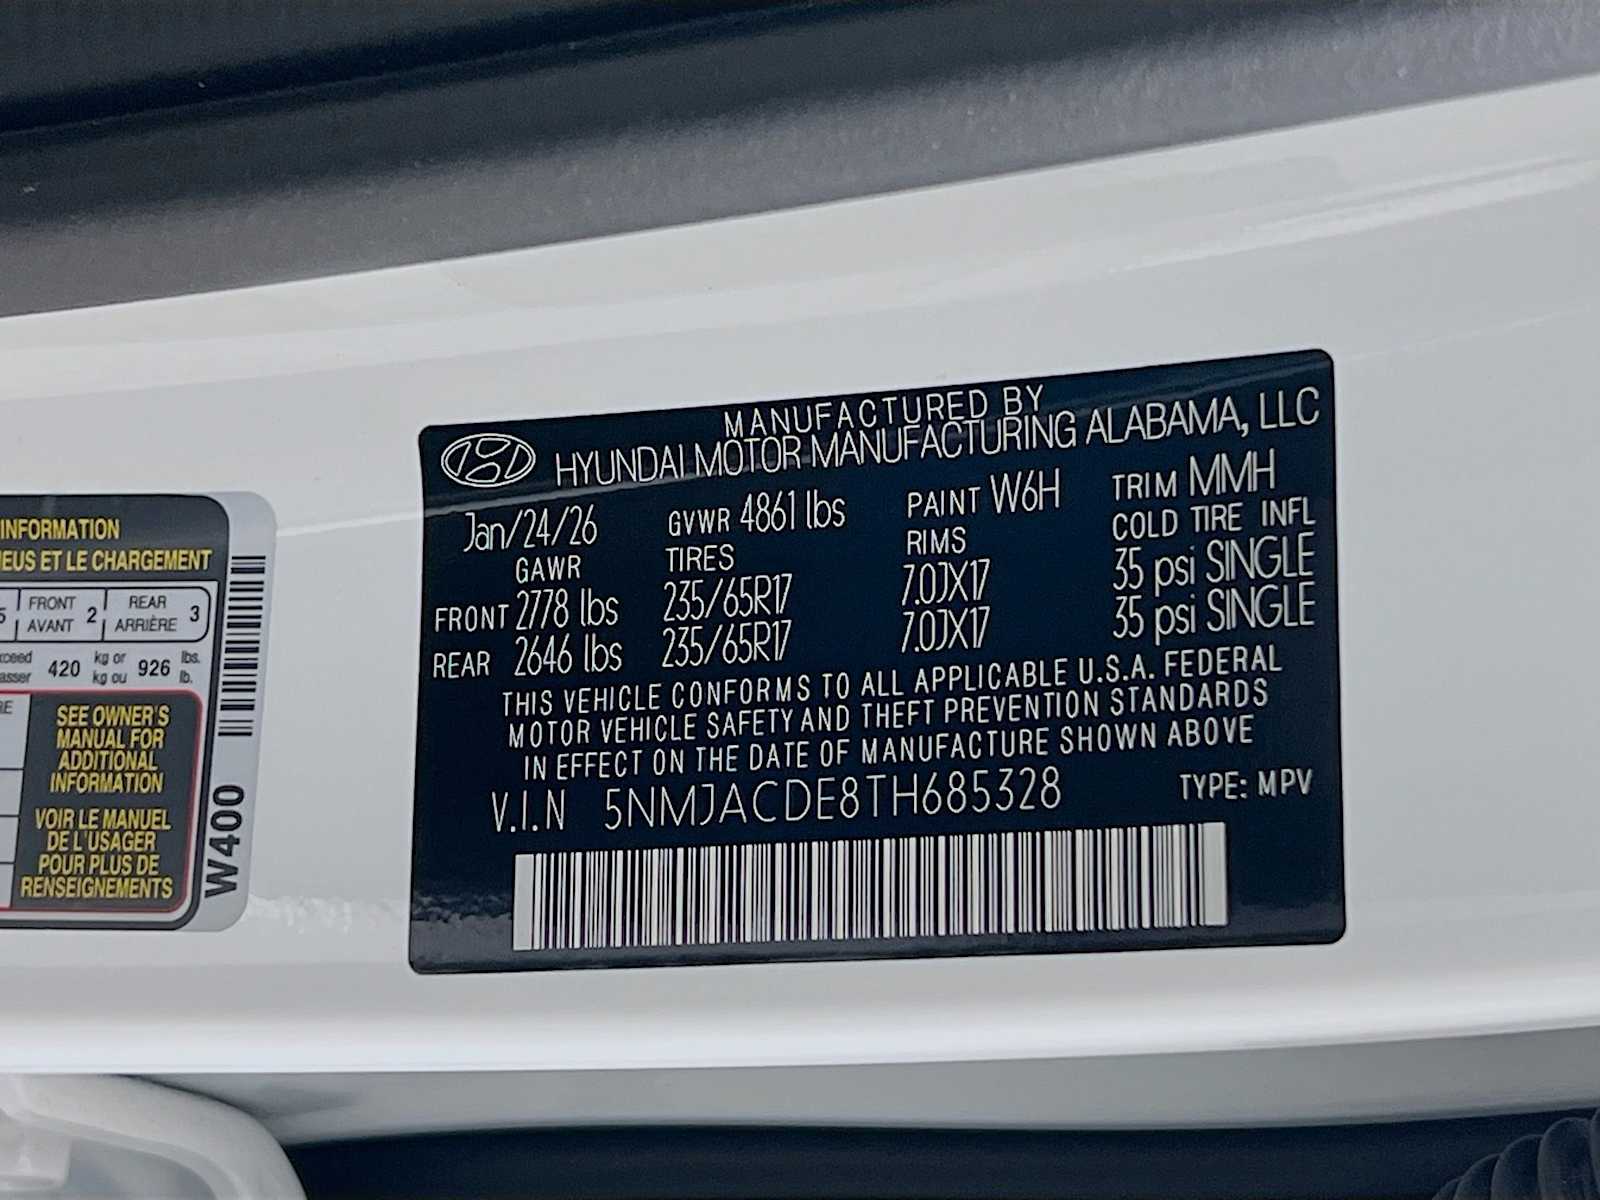 INFORMATION
NEUS ET LE CHARGEMENT
5 FRONT 2 REAR 3
AVANT ARRIÈRE
420 kg or 926 lbs.
kg ou lb.
SEE OWNER'S
MANUAL FOR
ADDITIONAL
INFORMATION
VOIR LE MANUEL
DE L'USAGER
POUR PLUS DE
RENSEIGNEMENTS
W400
MANUFACTURED BY
HYUNDAI MOTOR MANUFACTURING ALABAMA, LLC
Jan/24/26 GVWR 4861 lbs PAINT W6H TRIM MMH
GAWR TIRES RIMS COLD TIRE INFL
FRONT 2778 lbs 235/65R17 7.0JX17 35 psi SINGLE
REAR 2646 lbs 235/65R17 7.0JX17 35 psi SINGLE
THIS VEHICLE CONFORMS TO ALL APPLICABLE U.S.A. FEDERAL
MOTOR VEHICLE SAFETY AND THEFT PREVENTION STANDARDS
IN EFFECT ON THE DATE OF MANUFACTURE SHOWN ABOVE
V.I.N 5NMJACDE8TH685328 TYPE: MPV